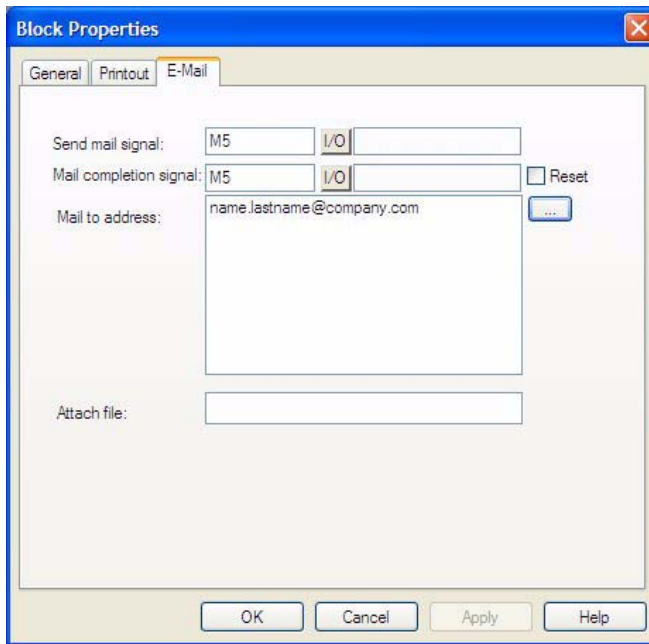 Block Properties
General Printout E-Mail
Send mail signal: M5 I/O
Mail completion signal: M5 I/O Reset
Mail to address: name.lastname@company.com ...
Attach file:
OK Cancel Apply Help